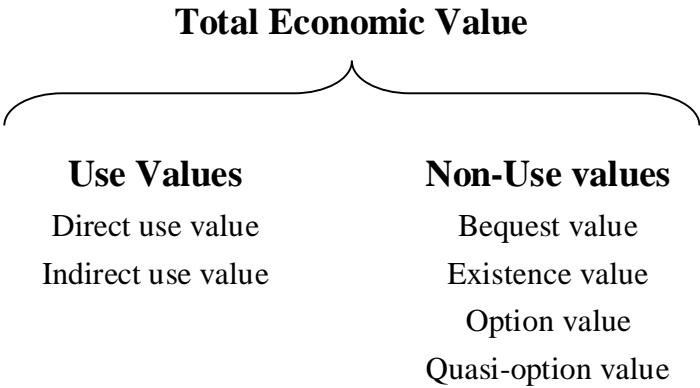 Total Economic Value
Use Values
Direct use value
Indirect use value
Non-Use values
Bequest value
Existence value
Option value
Quasi-option value